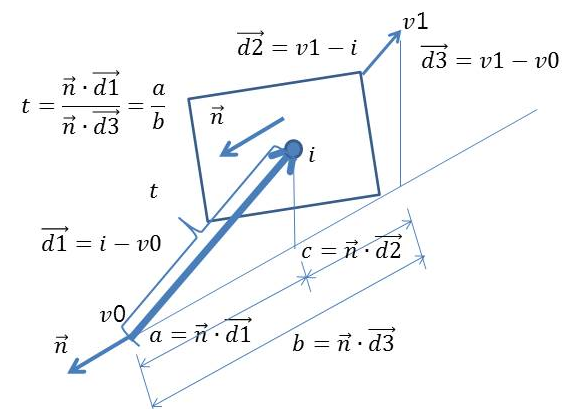 v1
d2⃗ = v1 − i
d3⃗ = v1 − v0
t = (n⃗ · d1⃗)/(n⃗ · d3⃗) = a/b
n⃗
i
t
d1⃗ = i − v0
c = n⃗ · d2⃗
v0
n⃗
a = n⃗ · d1⃗
b = n⃗ · d3⃗